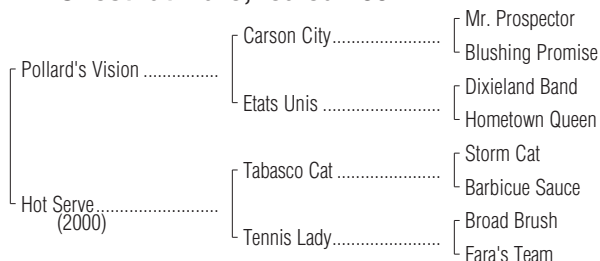 Mr. Prospector
Carson City
Blushing Promise
Pollard's Vision
Dixieland Band
Etats Unis
Hometown Queen
Storm Cat
Tabasco Cat
Barbicue Sauce
Hot Serve
(2000)
Broad Brush
Tennis Lady
Fara's Team